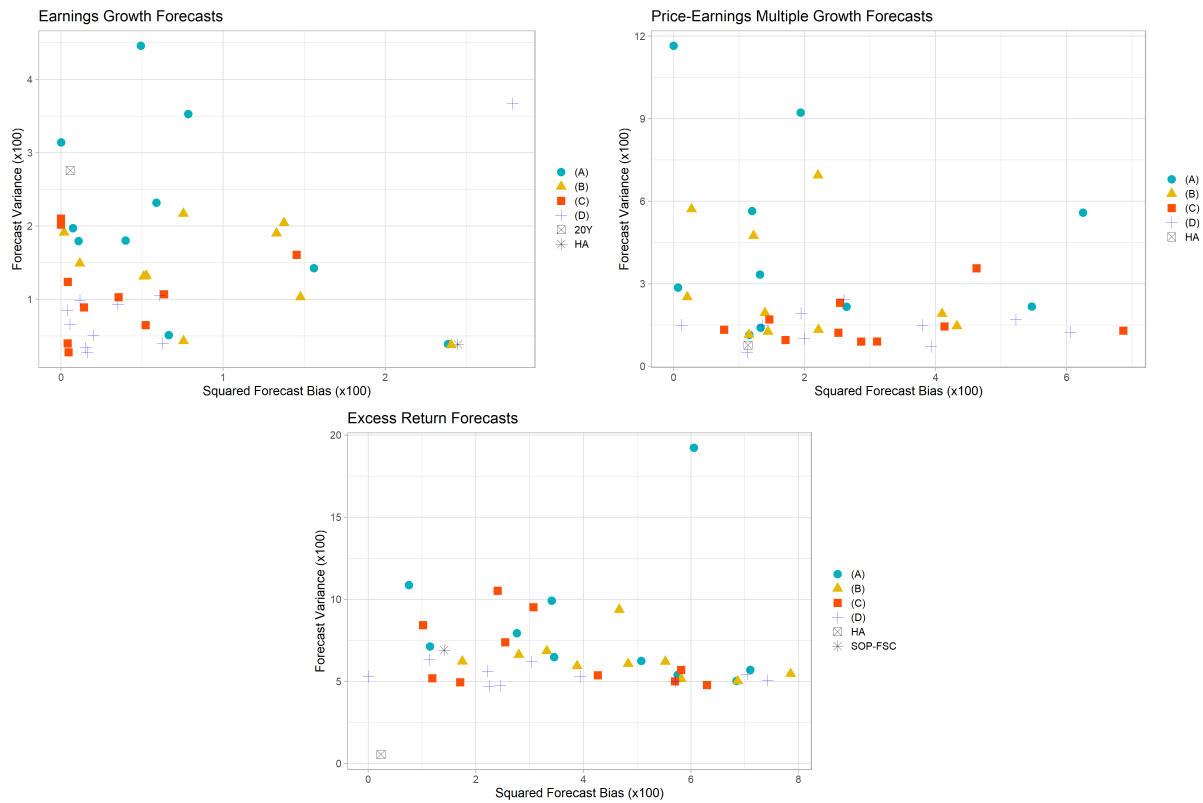 Earnings Growth Forecasts
Forecast Variance (x100)
4
3
2
1
0
1
2
Squared Forecast Bias (x100)
(A)
(B)
(C)
(D)
20Y
HA
Price-Earnings Multiple Growth Forecasts
Forecast Variance (x100)
12
9
6
3
0
0
2
4
6
Squared Forecast Bias (x100)
(A)
(B)
(C)
(D)
HA
Excess Return Forecasts
Forecast Variance (x100)
20
15
10
5
0
0
2
4
6
8
Squared Forecast Bias (x100)
(A)
(B)
(C)
(D)
HA
SOP-FSC